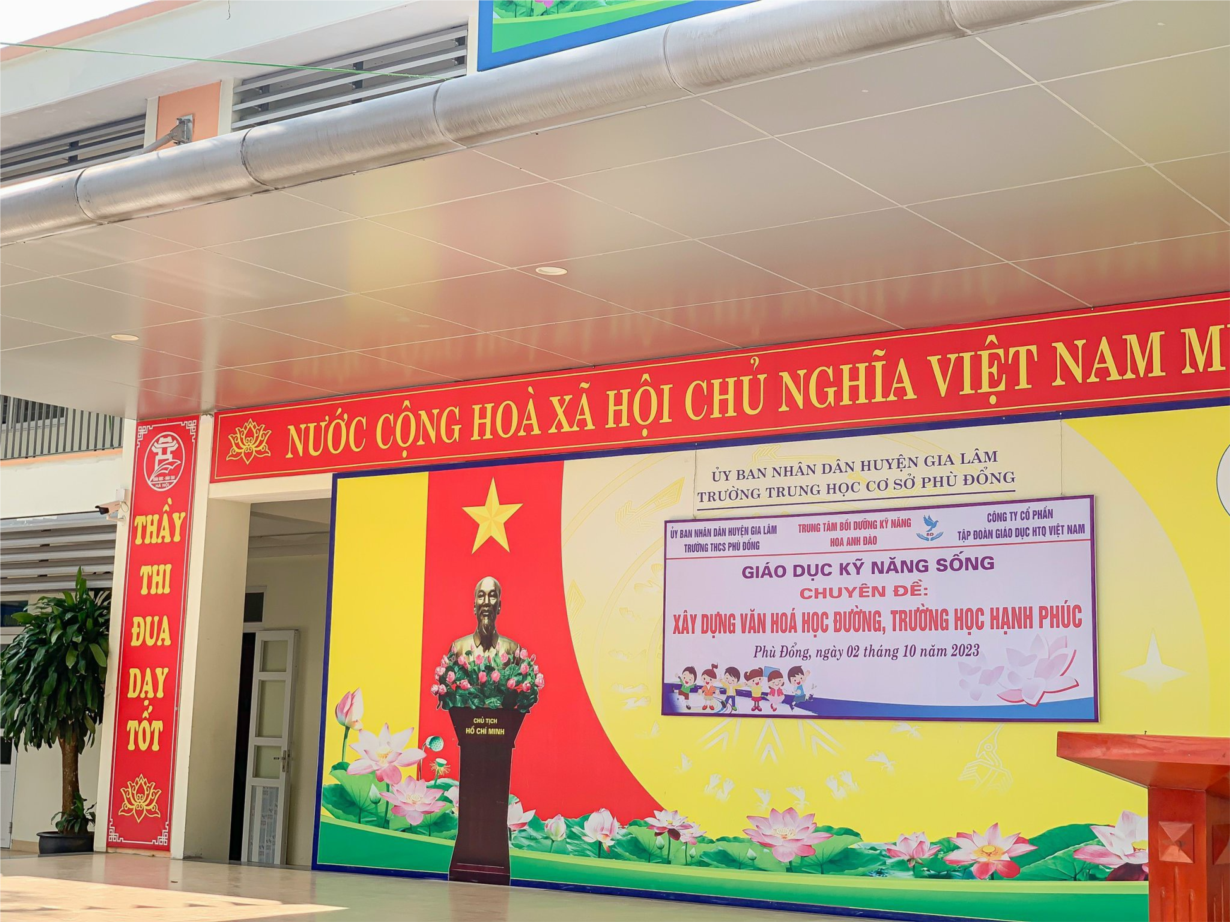 NƯỚC CỘNG HOÀ XÃ HỘI CHỦ NGHĨA VIỆT NAM
THẦY
THI
ĐUA
DẠY
TỐT
ỦY BAN NHÂN DÂN HUYỆN GIA LÂM
TRƯỜNG TRUNG HỌC CƠ SỞ PHÙ ĐỔNG
ỦY BAN NHÂN DÂN HUYỆN GIA LÂM
TRƯỜNG THCS PHÙ ĐỔNG
TRUNG TÂM BỒI DƯỠNG KỸ NĂNG
HOA ANH ĐÀO
CÔNG TY CỔ PHẦN
TẬP ĐOÀN GIÁO DỤC HTQ VIỆT NAM
GIÁO DỤC KỸ NĂNG SỐNG
CHUYÊN ĐỀ:
XÂY DỰNG VĂN HOÁ HỌC ĐƯỜNG, TRƯỜNG HỌC HẠNH PHÚC
Phù Đổng, ngày 02 tháng 10 năm 2023
CHỦ TỊCH
HỒ CHÍ MINH